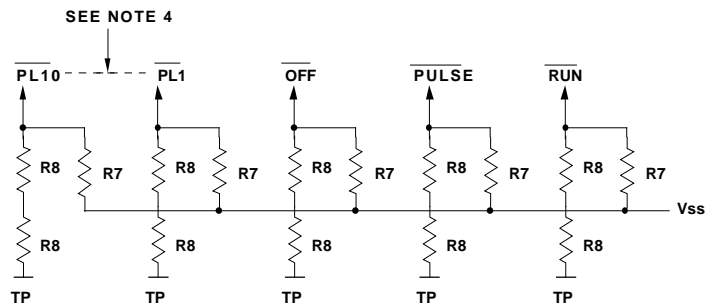 SEE NOTE 4
PL10 PL1 OFF PULSE RUN
R8 R7 R8 R7 R8 R7 R8 R7 R8 R7
Vss
R8 R8 R8 R8 R8
TP TP TP TP TP